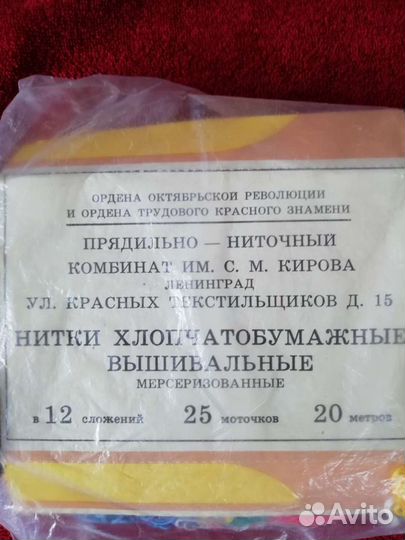 ОРДЕНА ОКТЯБРЬСКОЙ РЕВОЛЮЦИИ
И ОРДЕНА ТРУДОВОГО КРАСНОГО ЗНАМЕНИ
ПРЯДИЛЬНО — НИТОЧНЫЙ
КОМБИНАТ ИМ. С. М. КИРОВА
ЛЕНИНГРАД
УЛ. КРАСНЫХ ТЕКСТИЛЬЩИКОВ Д. 15
НИТКИ ХЛОПЧАТОБУМАЖНЫЕ
ВЫШИВАЛЬНЫЕ
МЕРСЕРИЗОВАННЫЕ
в 12 сложений 25 моточков 20 метров
Avito